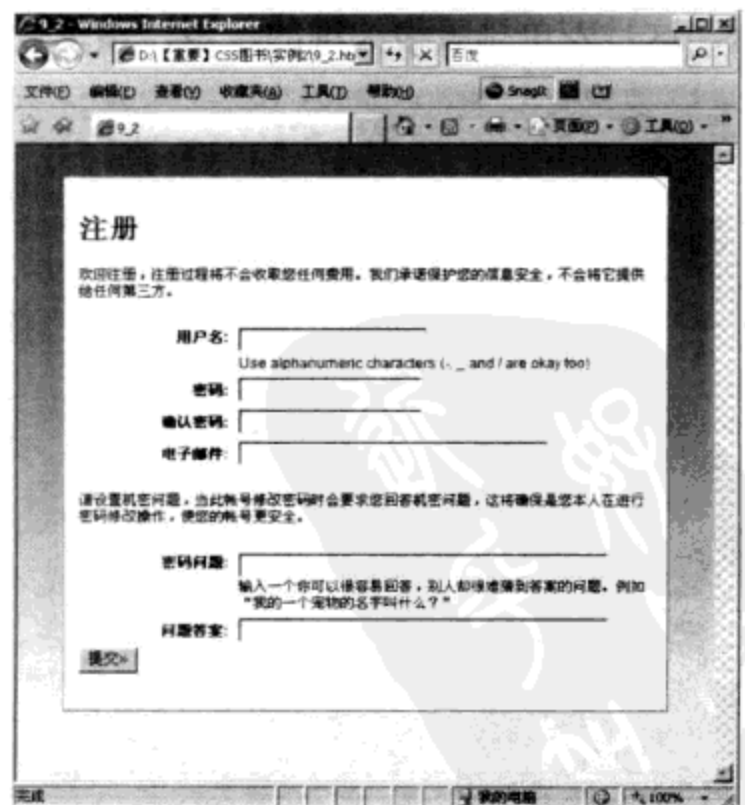 9_2 - Windows Internet Explorer
D:\【重要】CSS图书\实例2\9_2.ht
百度
文件(F) 编辑(E) 查看(V) 收藏夹(A) 工具(T) 帮助(H) SnagIt
9_2 页面(P) 工具(O)
注册
欢迎注册，注册过程将不会收取您任何费用。我们承诺保护您的信息安全，不会将它提供
给任何第三方。
用户名:
Use alphanumeric characters (-, _ and / are okay too)
密码:
确认密码:
电子邮件:
请设置机密问题，当此帐号修改密码时会要求您回答机密问题，这将确保是您本人在进行
密码修改操作，使您的帐号更安全。
密码问题:
输入一个你可以很容易回答，别人却很难猜到答案的问题。例如
“我的一个宠物的名字叫什么？”
问题答案:
提交»
完成 我的电脑 100%